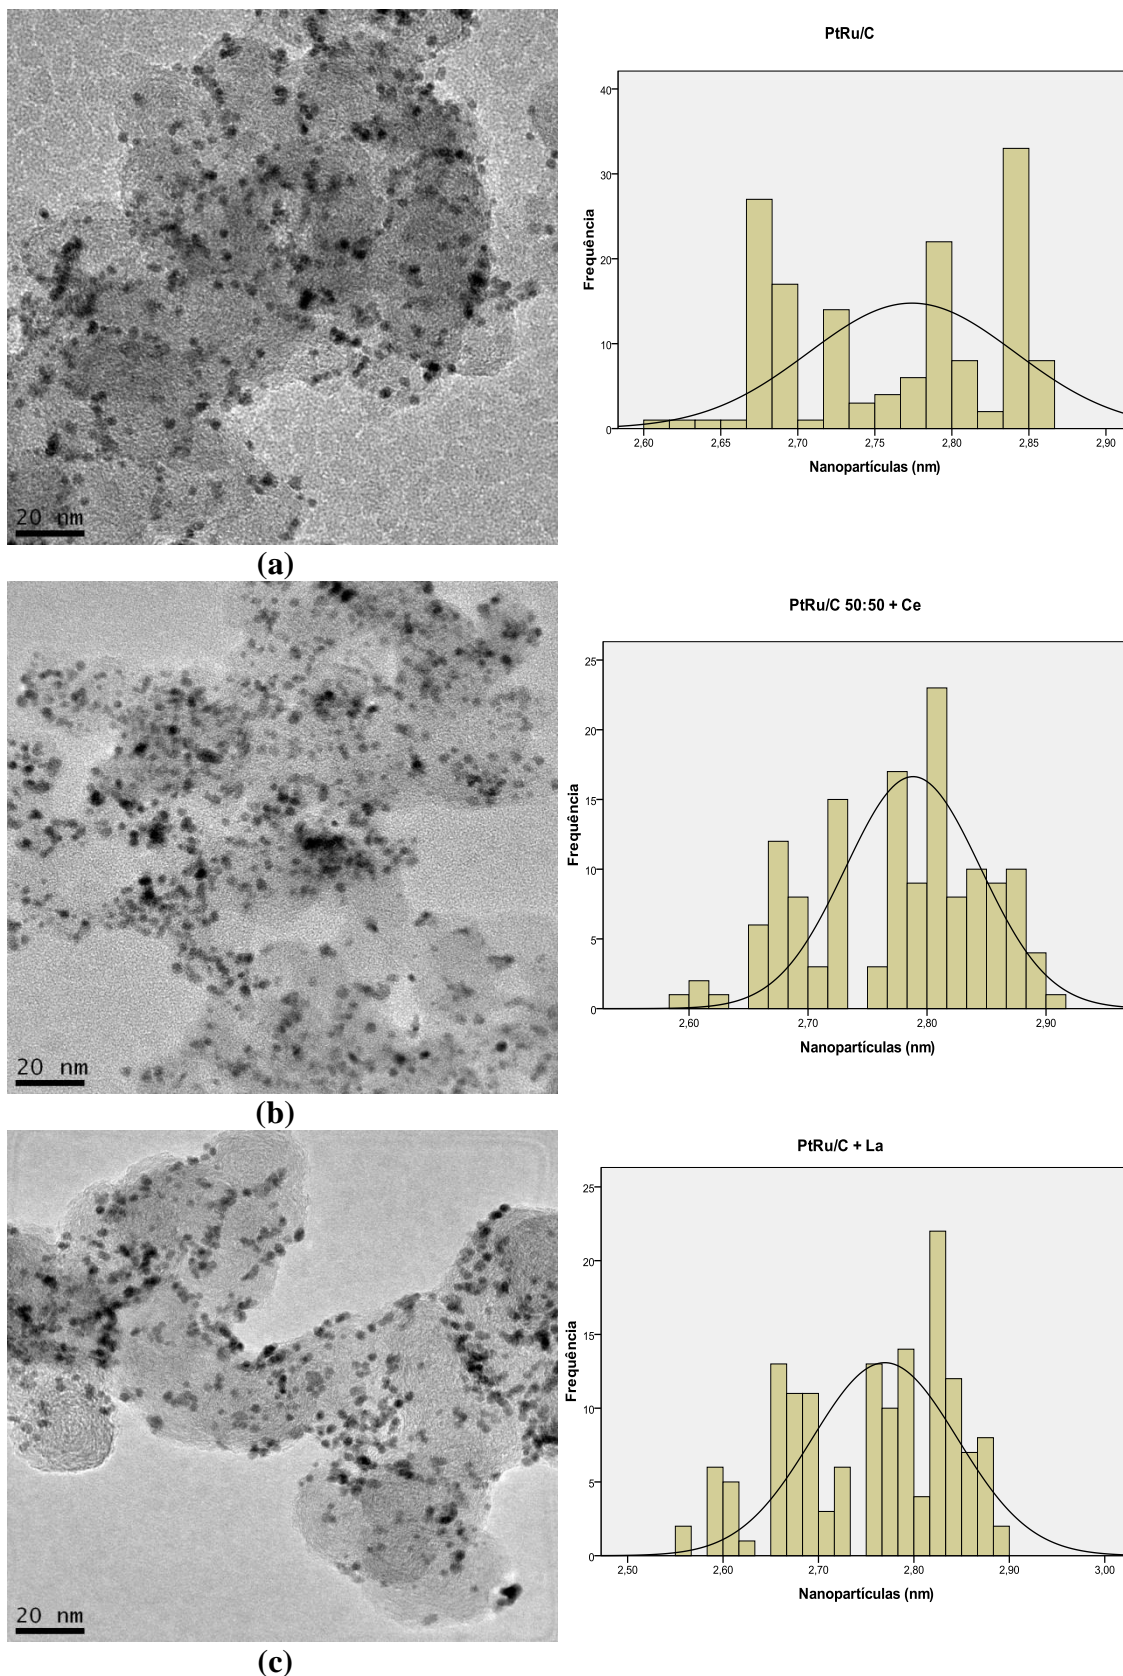 PtRu/C
40
30
20
10
0
Frequência
2,60 2,65 2,70 2,75 2,80 2,85 2,90
Nanopartículas (nm)
20 nm
(a)
PtRu/C 50:50 + Ce
25
20
15
10
5
0
Frequência
2,60 2,70 2,80 2,90
Nanopartículas (nm)
20 nm
(b)
PtRu/C + La
25
20
15
10
5
0
Frequência
2,50 2,60 2,70 2,80 2,90 3,00
Nanopartículas (nm)
20 nm
(c)